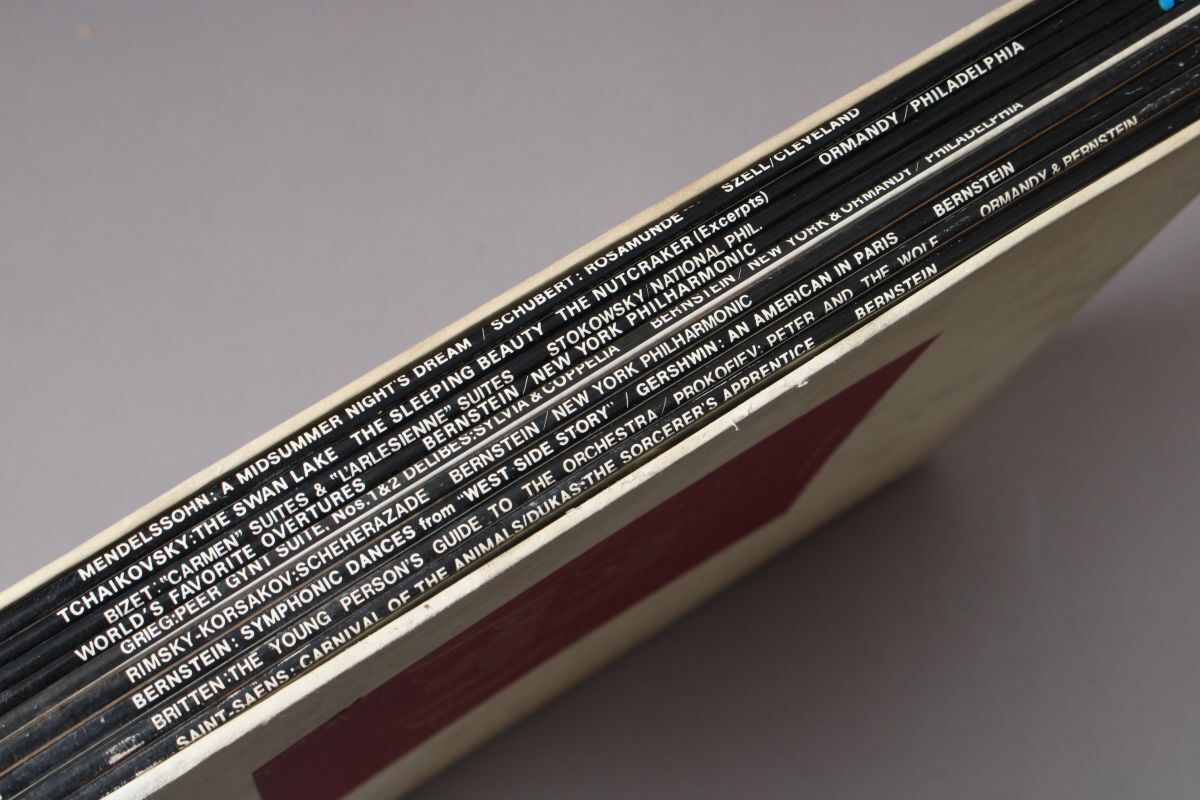 MENDELSSOHN: A MIDSUMMER NIGHT'S DREAM / SCHUBERT: ROSAMUNDE SZELL/CLEVELAND
TCHAIKOVSKY:THE SWAN LAKE THE SLEEPING BEAUTY THE NUTCRAKER (Excerpts) ORMANDY/PHILADELPHIA
BIZET: "CARMEN" SUITES & "L'ARLESIENNE" SUITES STOKOWSKY/NATIONAL PHIL.
WORLD'S FAVORITE OVERTURES BERNSTEIN/NEW YORK PHILHARMONIC
GRIEG:PEER GYNT SUITE, NOS.1&2 DELIBES:SYLVIA & COPPELIA BERNSTEIN/NEW YORK & ORMANDY/PHILADELPHIA
RIMSKY-KORSAKOV:SCHEHERAZADE BERNSTEIN/NEW YORK PHILHARMONIC
BERNSTEIN: SYMPHONIC DANCES from "WEST SIDE STORY" / GERSHWIN: AN AMERICAN IN PARIS BERNSTEIN
BRITTEN:THE YOUNG PERSON'S GUIDE TO THE ORCHESTRA/PROKOFIEV: PETER AND THE WOLF ORMANDY & BERNSTEIN
SAINT-SAËNS: CARNIVAL OF THE ANIMALS/DUKAS:THE SORCERER'S APPRENTICE BERNSTEIN